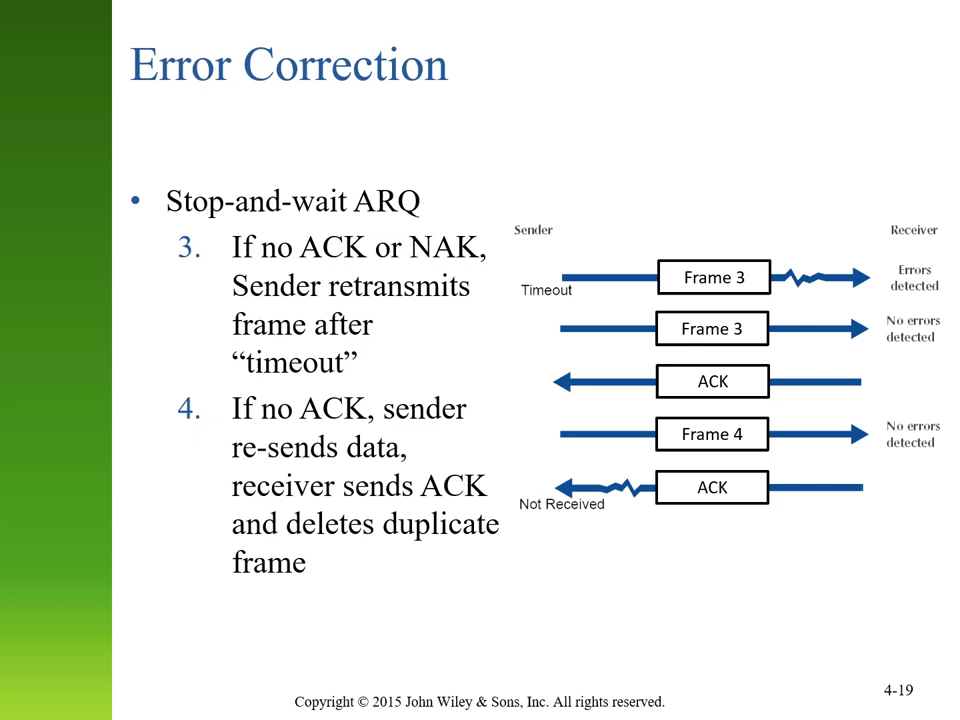 Error Correction
• Stop-and-wait ARQ
3. If no ACK or NAK,
Sender retransmits
frame after
“timeout”
4. If no ACK, sender
re-sends data,
receiver sends ACK
and deletes duplicate
frame
Sender
Receiver
Timeout
Frame 3
Errors
detected
Frame 3
No errors
detected
ACK
Frame 4
No errors
detected
Not Received
ACK
Copyright © 2015 John Wiley & Sons, Inc. All rights reserved.
4-19